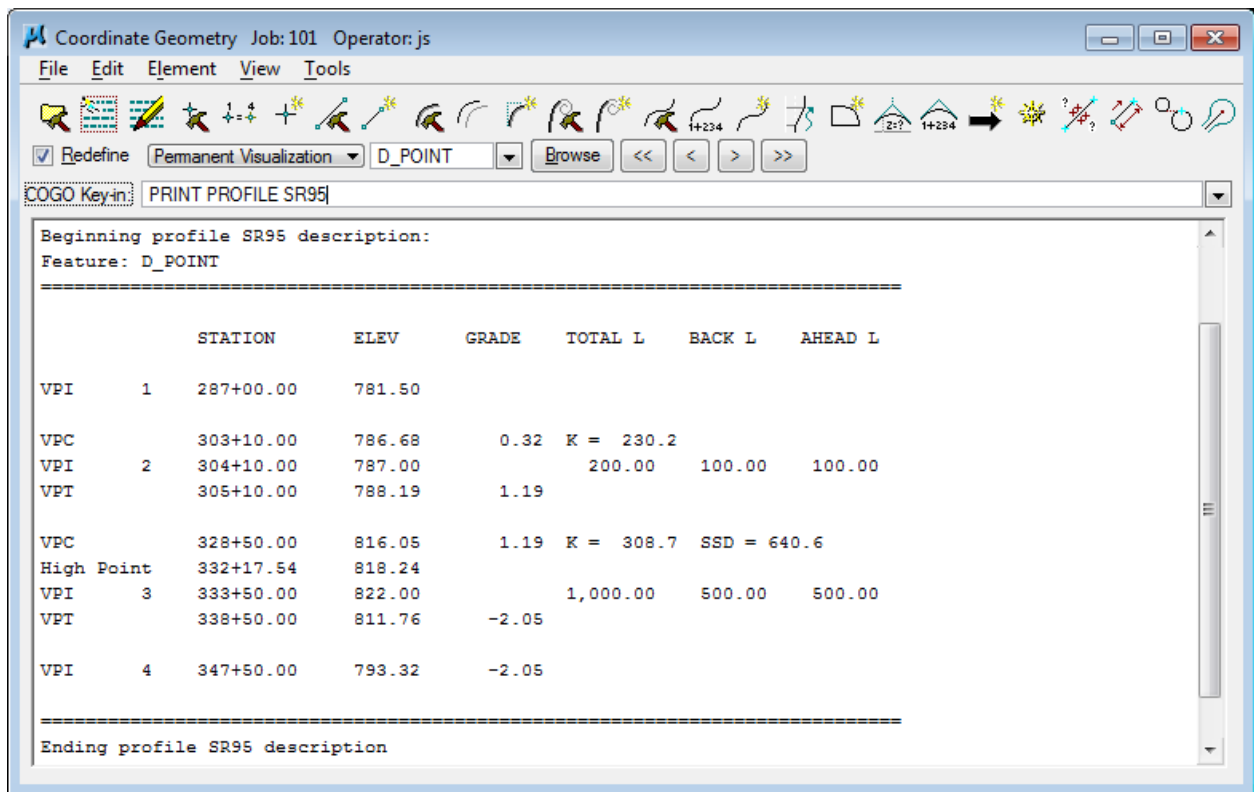 Coordinate Geometry Job: 101 Operator: js
File Edit Element View Tools
1 4
1+234
z=?
1+234
?
?
Redefine Permanent Visualization D_POINT Browse << < > >>
COGO Key-in: PRINT PROFILE SR95
Beginning profile SR95 description:
Feature: D_POINT
==============================================================================
STATION ELEV GRADE TOTAL L BACK L AHEAD L
VPI 1 287+00.00 781.50
VPC 303+10.00 786.68 0.32 K = 230.2
VPI 2 304+10.00 787.00 200.00 100.00 100.00
VPT 305+10.00 788.19 1.19
VPC 328+50.00 816.05 1.19 K = 308.7 SSD = 640.6
High Point 332+17.54 818.24
VPI 3 333+50.00 822.00 1,000.00 500.00 500.00
VPT 338+50.00 811.76 -2.05
VPI 4 347+50.00 793.32 -2.05
==============================================================================
Ending profile SR95 description